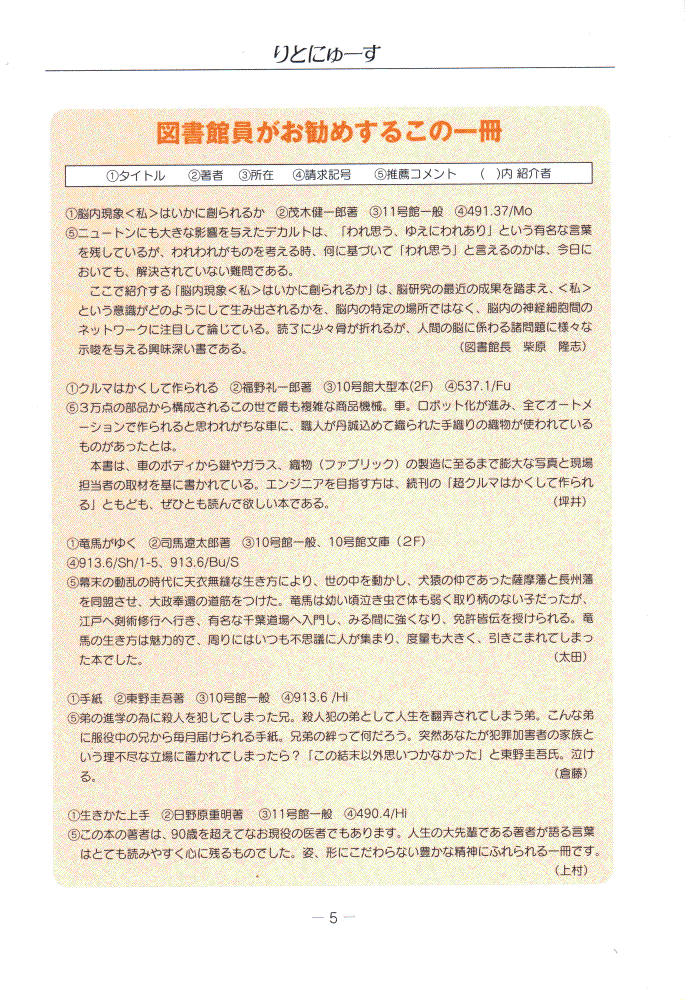 りとにゅーす
図書館員がお勧めするこの一冊
①タイトル ②著者 ③所在 ④請求記号 ⑤推薦コメント ( )内 紹介者
①脳内現象＜私＞はいかに創られるか ②茂木健一郎著 ③11号館一般 ④491.37/Mo
⑤ニュートンにも大きな影響を与えたデカルトは、「われ思う、ゆえにわれあり」という有名な言葉
を残しているが、われわれがものを考える時、何に基づいて「われ思う」と言えるのかは、今日に
おいても、解決されていない難問である。
ここで紹介する「脳内現象＜私＞はいかに創られるか」は、脳研究の最近の成果を踏まえ、＜私＞
という意識がどのようにして生み出されるかを、脳内の特定の場所ではなく、脳内の神経細胞間の
ネットワークに注目して論じている。読了に少々骨が折れるが、人間の脳に係わる諸問題に様々な
示唆を与える興味深い書である。 （図書館長 柴原 隆志）
①クルマはかくして作られる ②福野礼一郎著 ③10号館大型本(2F) ④537.1/Fu
⑤３万点の部品から構成されるこの世で最も複雑な商品機械。車。ロボット化が進み、全てオートメ
ーションで作られると思われがちな車に、職人が丹誠込めて織られた手織りの織物が使われている
ものがあったとは。
本書は、車のボディから鍵やガラス、織物（ファブリック）の製造に至るまで膨大な写真と現場
担当者の取材を基に書かれている。エンジニアを目指す方は、続刊の「超クルマはかくして作られ
る」ともども、ぜひとも読んで欲しい本である。 （坪井）
①竜馬がゆく ②司馬遼太郎著 ③10号館一般、10号館文庫（２F）
④913.6/Sh/1-5、913.6/Bu/S
⑤幕末の動乱の時代に天衣無縫な生き方により、世の中を動かし、犬猿の仲であった薩摩藩と長州藩
を同盟させ、大政奉還の道筋をつけた。竜馬は幼い頃泣き虫で体も弱く取り柄のない子だったが、
江戸へ剣術修行へ行き、有名な千葉道場へ入門し、みる間に強くなり、免許皆伝を授けられる。竜
馬の生き方は魅力的で、周りにはいつも不思議に人が集まり、度量も大きく、引きこまれてしまっ
た本でした。 （太田）
①手紙 ②東野圭吾著 ③10号館一般 ④913.6 /Hi
⑤弟の進学の為に殺人を犯してしまった兄。殺人犯の弟として人生を翻弄されてしまう弟。こんな弟
に服役中の兄から毎月届けられる手紙。兄弟の絆って何だろう。突然あなたが犯罪加害者の家族と
いう理不尽な立場に置かれてしまったら？「この結末以外思いつかなかった」と東野圭吾氏。泣け
る。 （倉藤）
①生きかた上手 ②日野原重明著 ③11号館一般 ④490.4/Hi
⑤この本の著者は、90歳を超えてなお現役の医者でもあります。人生の大先輩である著者が語る言葉
はとても読みやすく心に残るものでした。姿、形にこだわらない豊かな精神にふれられる一冊です。
（上村）
― 5 ―